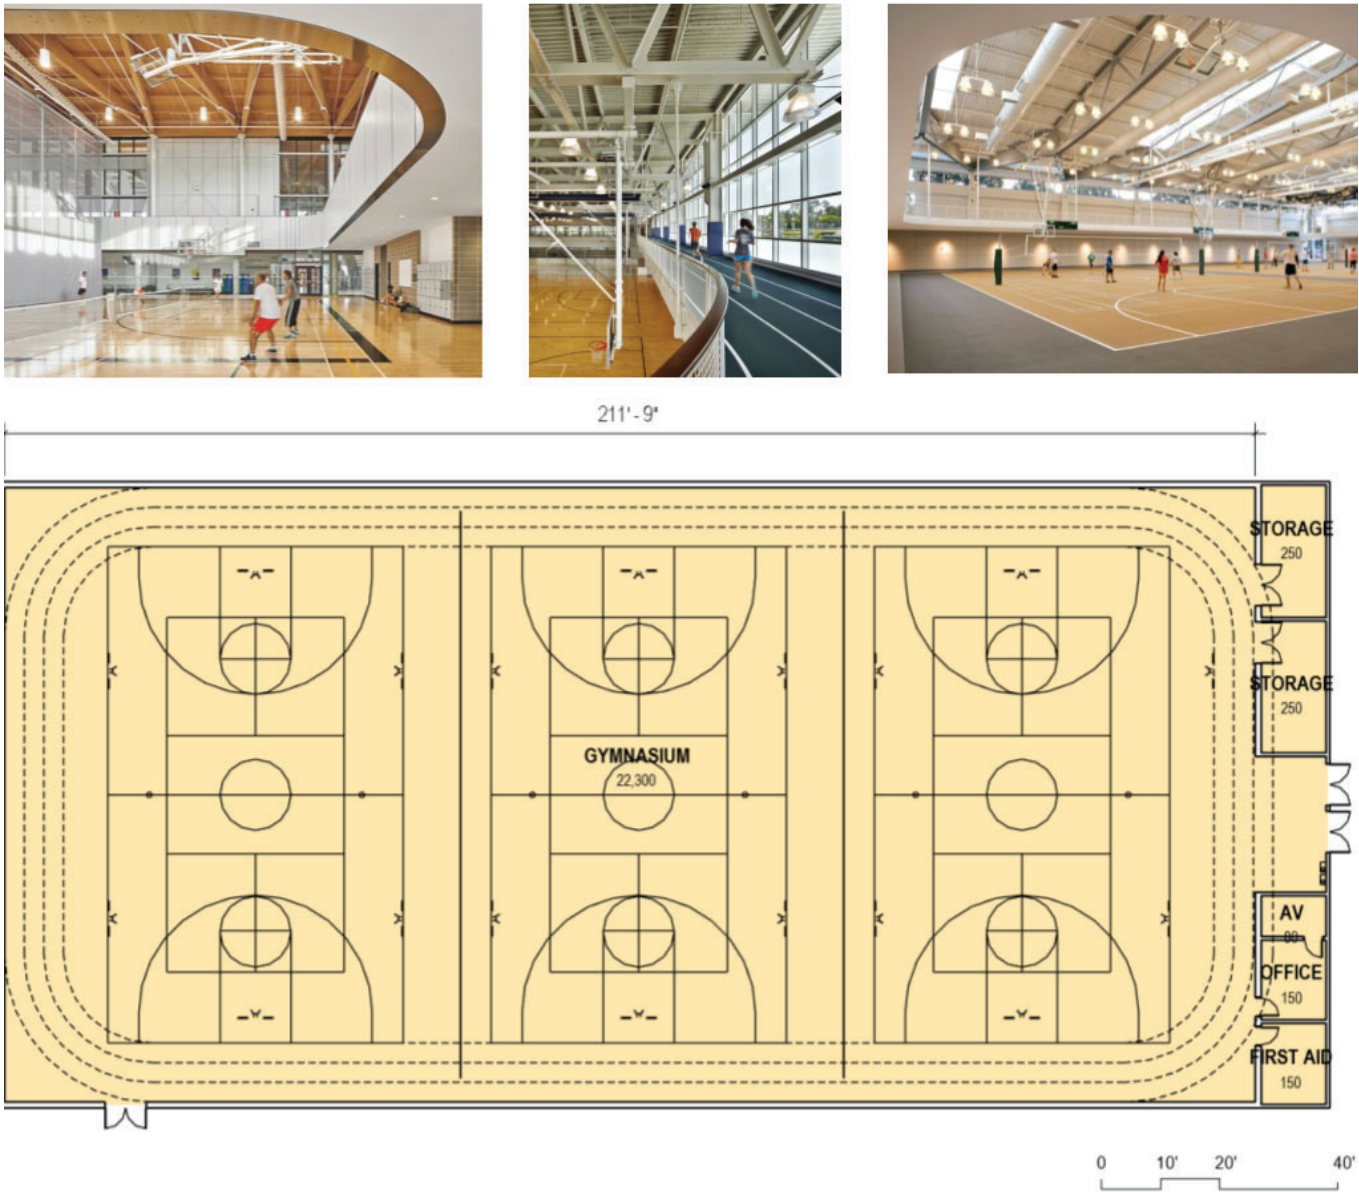 211' - 9"
STORAGE
250
STORAGE
250
GYMNASIUM
22,300
AV
OFFICE
150
FIRST AID
150
0 10' 20' 40'